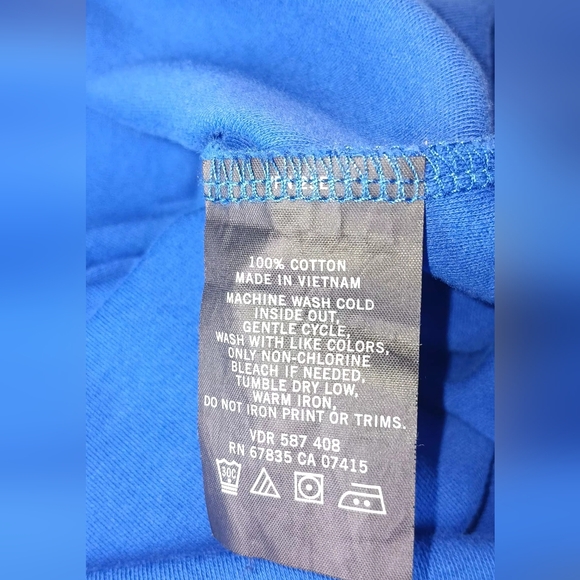 100% COTTON
MADE IN VIETNAM
MACHINE WASH COLD
INSIDE OUT,
GENTLE CYCLE,
WASH WITH LIKE COLORS,
ONLY NON-CHLORINE
BLEACH IF NEEDED,
TUMBLE DRY LOW,
WARM IRON,
DO NOT IRON PRINT OR TRIMS.
VDR 587 408
RN 67835 CA 07415
30C